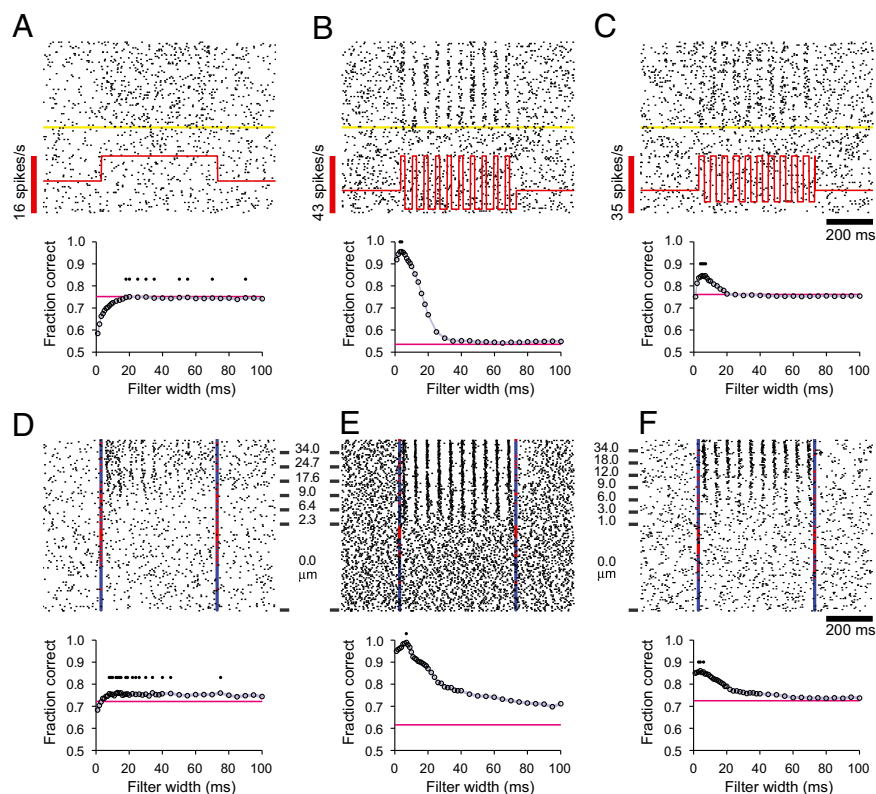 A
B
C
16 spikes/s
43 spikes/s
35 spikes/s
200 ms
Fraction correct
1.0
0.9
0.8
0.7
0.6
0.5
0 20 40 60 80 100
Filter width (ms)
Fraction correct
1.0
0.9
0.8
0.7
0.6
0.5
0 20 40 60 80 100
Filter width (ms)
Fraction correct
1.0
0.9
0.8
0.7
0.6
0.5
0 20 40 60 80 100
Filter width (ms)
D
E
F
34.0
24.7
17.6
9.0
6.4
2.3
0.0
μm
34.0
18.0
12.0
9.0
6.0
3.0
1.0
0.0
μm
200 ms
Fraction correct
1.0
0.9
0.8
0.7
0.6
0.5
0 20 40 60 80 100
Filter width (ms)
Fraction correct
1.0
0.9
0.8
0.7
0.6
0.5
0 20 40 60 80 100
Filter width (ms)
Fraction correct
1.0
0.9
0.8
0.7
0.6
0.5
0 20 40 60 80 100
Filter width (ms)